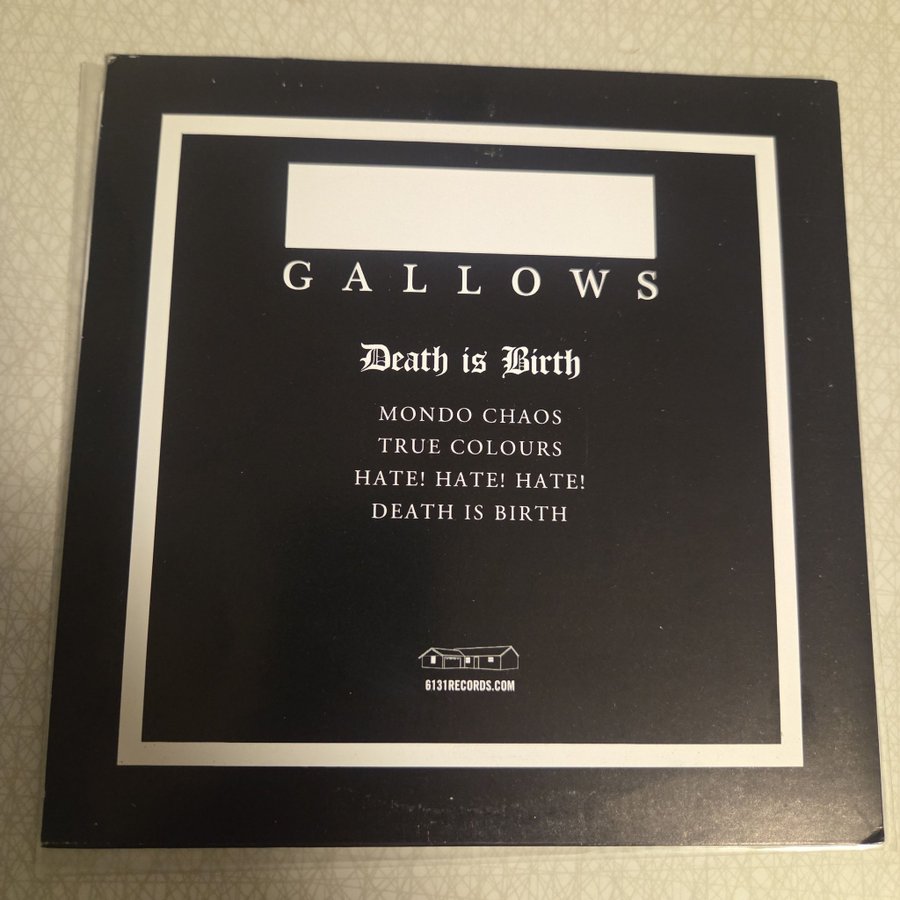 GALLOWS
Death is Birth
MONDO CHAOS
TRUE COLOURS
HATE! HATE! HATE!
DEATH IS BIRTH
6131RECORDS.COM